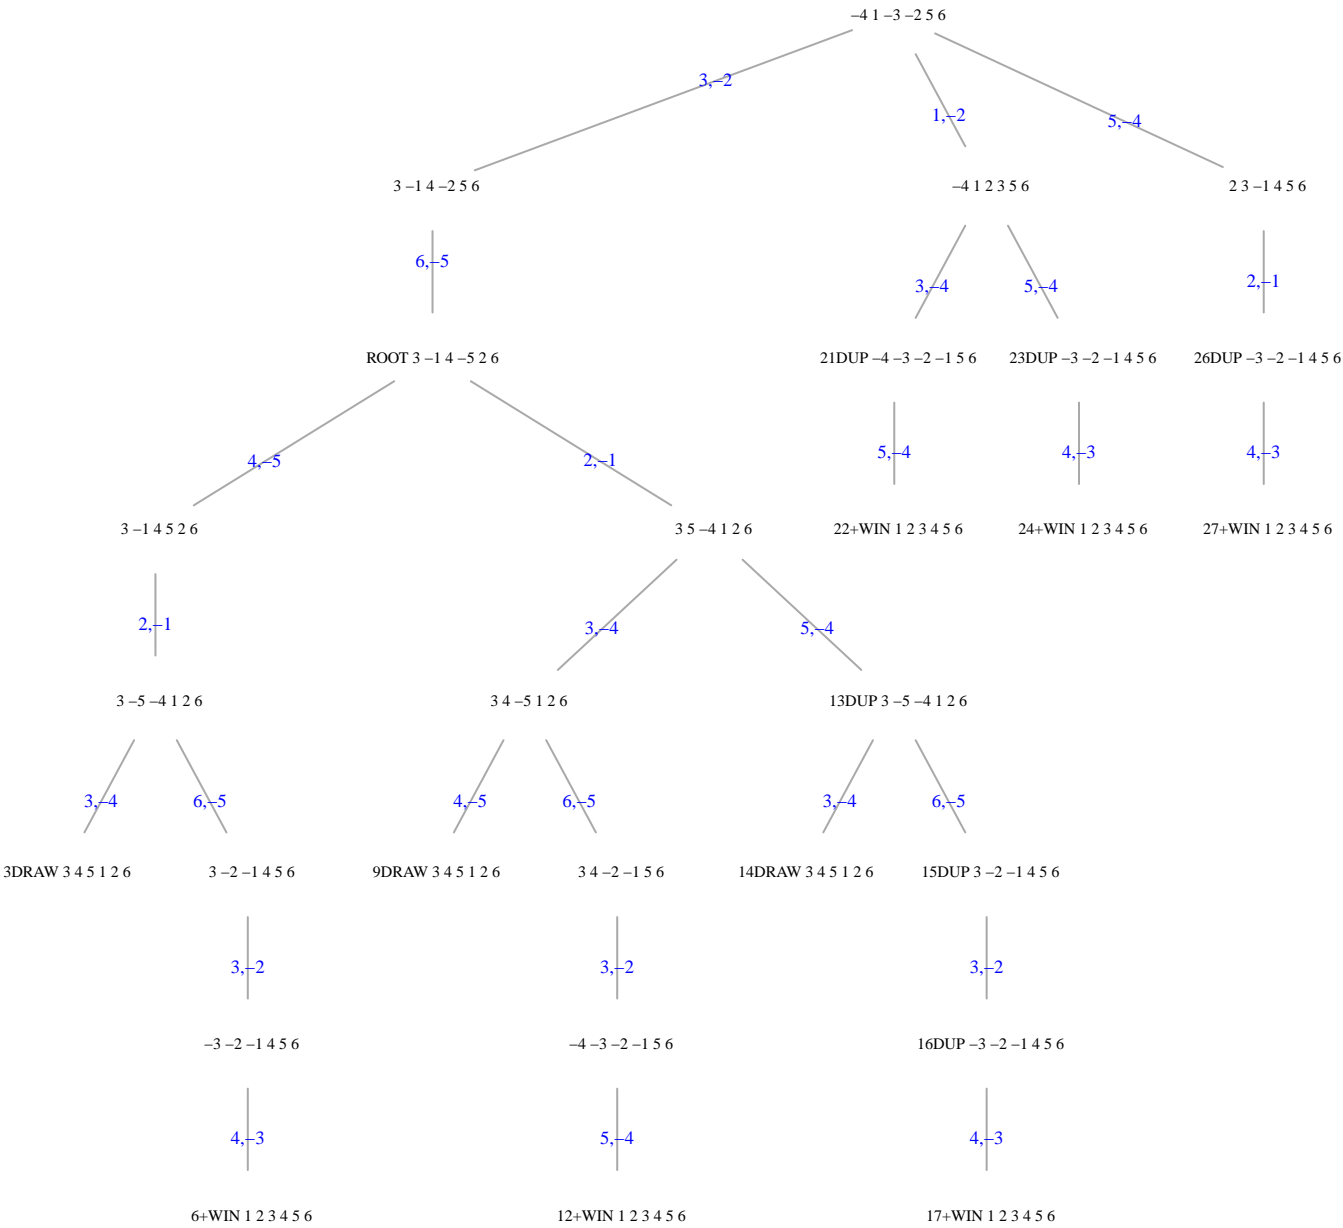 –4 1 –3 –2 5 6
3,–2
1,–2
5,–4
3 –1 4 –2 5 6
–4 1 2 3 5 6
2 3 –1 4 5 6
6,–5
3,–4
5,–4
2,–1
ROOT 3 –1 4 –5 2 6
21DUP –4 –3 –2 –1 5 6
23DUP –3 –2 –1 4 5 6
26DUP –3 –2 –1 4 5 6
4,–5
2,–1
5,–4
4,–3
4,–3
3 –1 4 5 2 6
3 5 –4 1 2 6
22+WIN 1 2 3 4 5 6
24+WIN 1 2 3 4 5 6
27+WIN 1 2 3 4 5 6
2,–1
3,–4
5,–4
3 –5 –4 1 2 6
3 4 –5 1 2 6
13DUP 3 –5 –4 1 2 6
3,–4
6,–5
4,–5
6,–5
3,–4
6,–5
3DRAW 3 4 5 1 2 6
3 –2 –1 4 5 6
9DRAW 3 4 5 1 2 6
3 4 –2 –1 5 6
14DRAW 3 4 5 1 2 6
15DUP 3 –2 –1 4 5 6
3,–2
3,–2
3,–2
–3 –2 –1 4 5 6
–4 –3 –2 –1 5 6
16DUP –3 –2 –1 4 5 6
4,–3
5,–4
4,–3
6+WIN 1 2 3 4 5 6
12+WIN 1 2 3 4 5 6
17+WIN 1 2 3 4 5 6